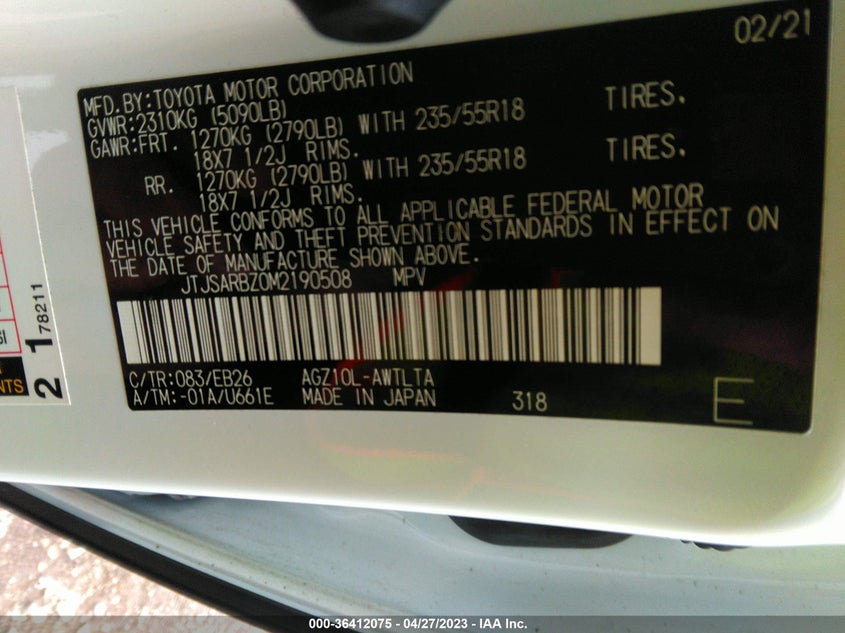 02/21
MFD.BY:TOYOTA MOTOR CORPORATION
GVWR:2310KG (5090LB)
GAWR:FRT. 1270KG (2790LB) WITH 235/55R18 TIRES.
18X7 1/2J RIMS.
RR. 1270KG (2790LB) WITH 235/55R18 TIRES.
18X7 1/2J RIMS.
THIS VEHICLE CONFORMS TO ALL APPLICABLE FEDERAL MOTOR
VEHICLE SAFETY AND THEFT PREVENTION STANDARDS IN EFFECT ON
THE DATE OF MANUFACTURE SHOWN ABOVE.
JTJSARBZ0M2190508 MPV
C/TR:083/EB26 AGZ10L-AWTLTA
A/TM:-01A/U661E MADE IN JAPAN 318 E
2 178211
000-36412075 - 04/27/2023 - IAA Inc.